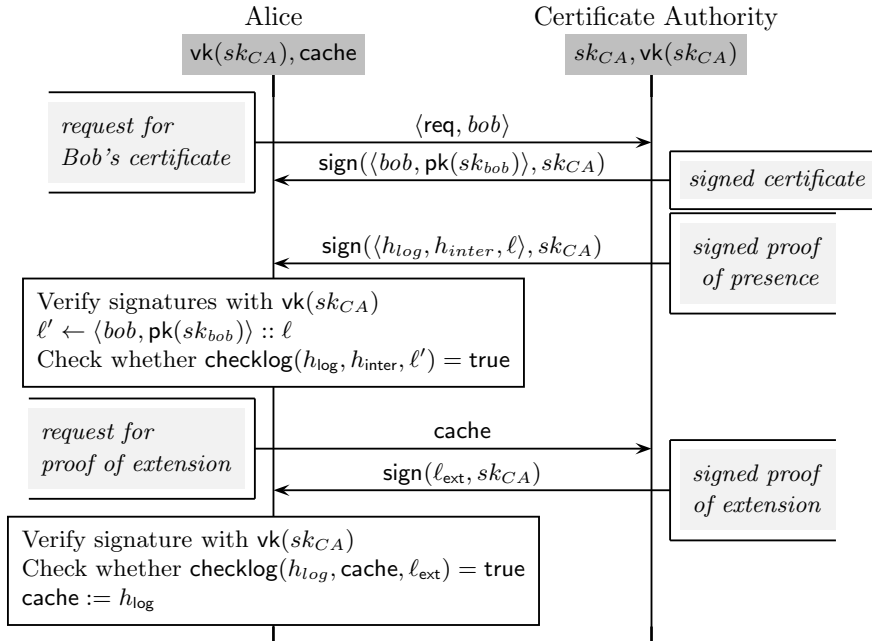 Alice
Certificate Authority
vk(sk_CA), cache
sk_CA, vk(sk_CA)
request for
Bob's certificate
⟨req, bob⟩
sign(⟨bob, pk(sk_bob)⟩, sk_CA)
signed certificate
sign(⟨h_log, h_inter, ℓ⟩, sk_CA)
signed proof
of presence
Verify signatures with vk(sk_CA)
ℓ′ ← ⟨bob, pk(sk_bob)⟩ :: ℓ
Check whether checklog(h_log, h_inter, ℓ′) = true
request for
proof of extension
cache
sign(ℓ_ext, sk_CA)
signed proof
of extension
Verify signature with vk(sk_CA)
Check whether checklog(h_log, cache, ℓ_ext) = true
cache := h_log